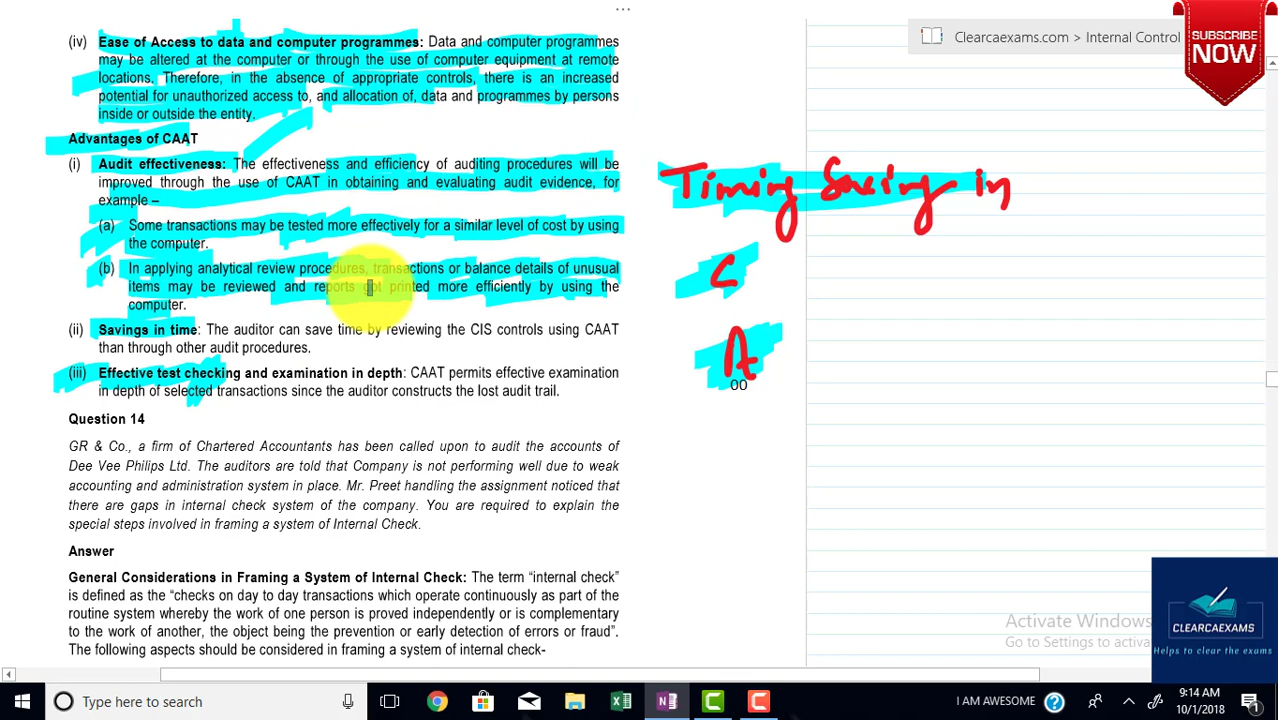 ...
SUBSCRIBE
NOW
Clearcaexams.com > Internal Control
(iv) Ease of Access to data and computer programmes: Data and computer programmes
may be altered at the computer or through the use of computer equipment at remote
locations. Therefore, in the absence of appropriate controls, there is an increased
potential for unauthorized access to, and allocation of, data and programmes by persons
inside or outside the entity.
Advantages of CAAT
(i) Audit effectiveness: The effectiveness and efficiency of auditing procedures will be
improved through the use of CAAT in obtaining and evaluating audit evidence, for
example –
(a) Some transactions may be tested more effectively for a similar level of cost by using
the computer.
(b) In applying analytical review procedures, transactions or balance details of unusual
items may be reviewed and reports got printed more efficiently by using the
computer.
(ii) Savings in time: The auditor can save time by reviewing the CIS controls using CAAT
than through other audit procedures.
(iii) Effective test checking and examination in depth: CAAT permits effective examination
in depth of selected transactions since the auditor constructs the lost audit trail.
Question 14
GR & Co., a firm of Chartered Accountants has been called upon to audit the accounts of
Dee Vee Philips Ltd. The auditors are told that Company is not performing well due to weak
accounting and administration system in place. Mr. Preet handling the assignment noticed that
there are gaps in internal check system of the company. You are required to explain the
special steps involved in framing a system of Internal Check.
Answer
General Considerations in Framing a System of Internal Check: The term “internal check”
is defined as the “checks on day to day transactions which operate continuously as part of the
routine system whereby the work of one person is proved independently or is complementary
to the work of another, the object being the prevention or early detection of errors or fraud”.
The following aspects should be considered in framing a system of internal check-
Timing Saving in
C
A
00
Activate Windows
Go to Settings to activa
CLEARCAEXAMS
Helps to clear the exams
Type here to search
I AM AWESOME
9:14 AM
10/1/2018
1